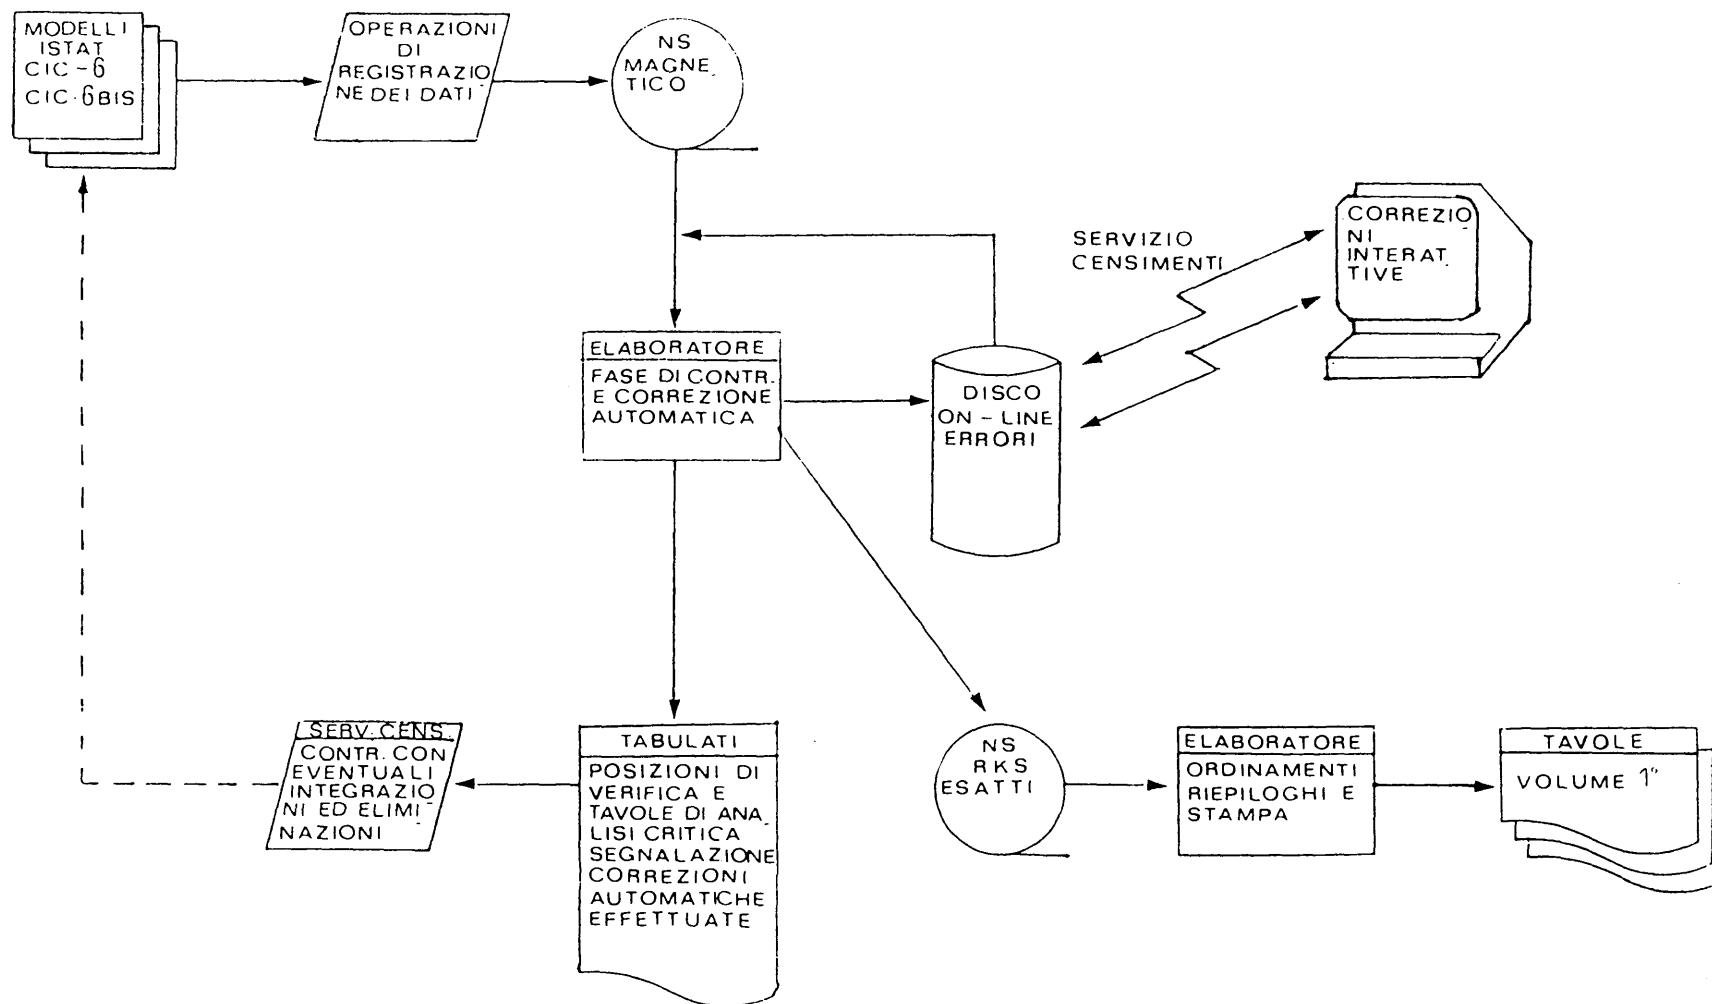 MODELLI
ISTAT
CIC-6
CIC.6BIS
OPERAZIONI
DI
REGISTRAZIO
NE DEI DATI
NS
MAGNE.
TICO
SERVIZIO
CENSIMENTI
CORREZIO
NI
INTERAT.
TIVE
ELABORATORE
FASE DI CONTR.
E CORREZIONE
AUTOMATICA
DISCO
ON-LINE
ERRORI
SERV. CENS.
CONTR. CON
EVENTUALI
INTEGRAZIO
NI ED ELIMI-
NAZIONI
TABULATI
POSIZIONI DI
VERIFICA E
TAVOLE DI ANA_
LISI CRITICA
SEGNALAZIONE
CORREZIONI
AUTOMATICHE
EFFETTUATE
NS
RKS
ESATTI
ELABORATORE
ORDINAMENTI
RIEPILOGHI E
STAMPA
TAVOLE
VOLUME 1°